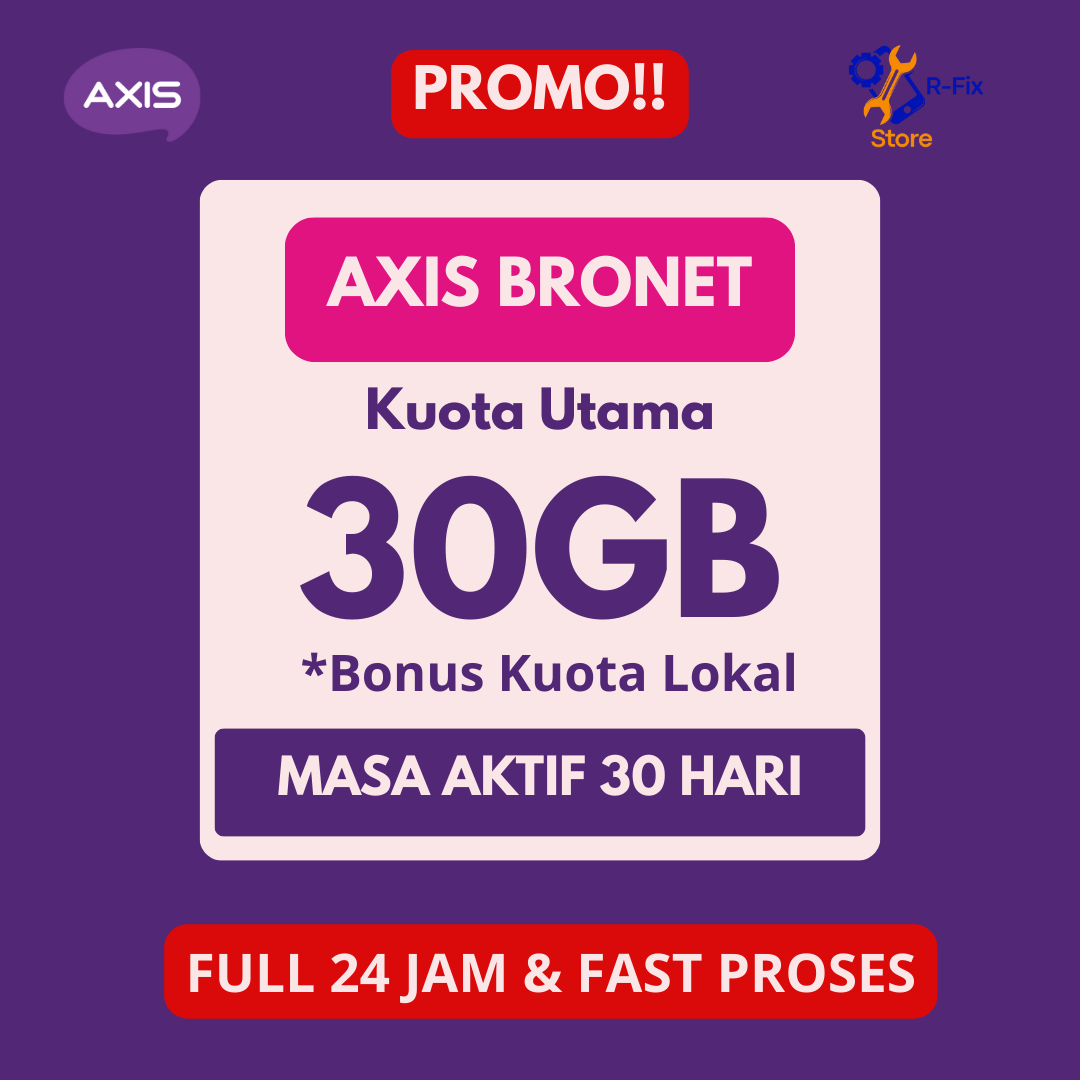 AXIS
PROMO!!
R-Fix
Store
AXIS BRONET
Kuota Utama
30GB
*Bonus Kuota Lokal
MASA AKTIF 30 HARI
FULL 24 JAM & FAST PROSES